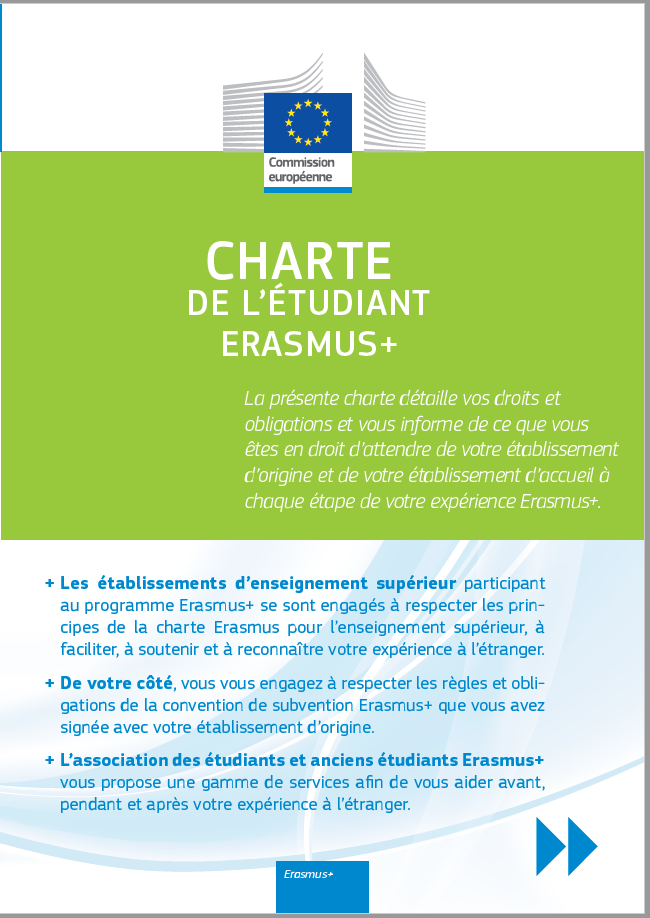 Commission
européenne
CHARTE
DE L'ÉTUDIANT
ERASMUS+
La présente charte détaille vos droits et
obligations et vous informe de ce que vous
êtes en droit d'attendre de votre établissement
d'origine et de votre établissement d'accueil à
chaque étape de votre expérience Erasmus+.
+ Les établissements d'enseignement supérieur participant
au programme Erasmus+ se sont engagés à respecter les prin-
cipes de la charte Erasmus pour l'enseignement supérieur, à
faciliter, à soutenir et à reconnaître votre expérience à l'étranger.
+ De votre côté, vous vous engagez à respecter les règles et obli-
gations de la convention de subvention Erasmus+ que vous avez
signée avec votre établissement d'origine.
+ L'association des étudiants et anciens étudiants Erasmus+
vous propose une gamme de services afin de vous aider avant,
pendant et après votre expérience à l'étranger.
Erasmus+